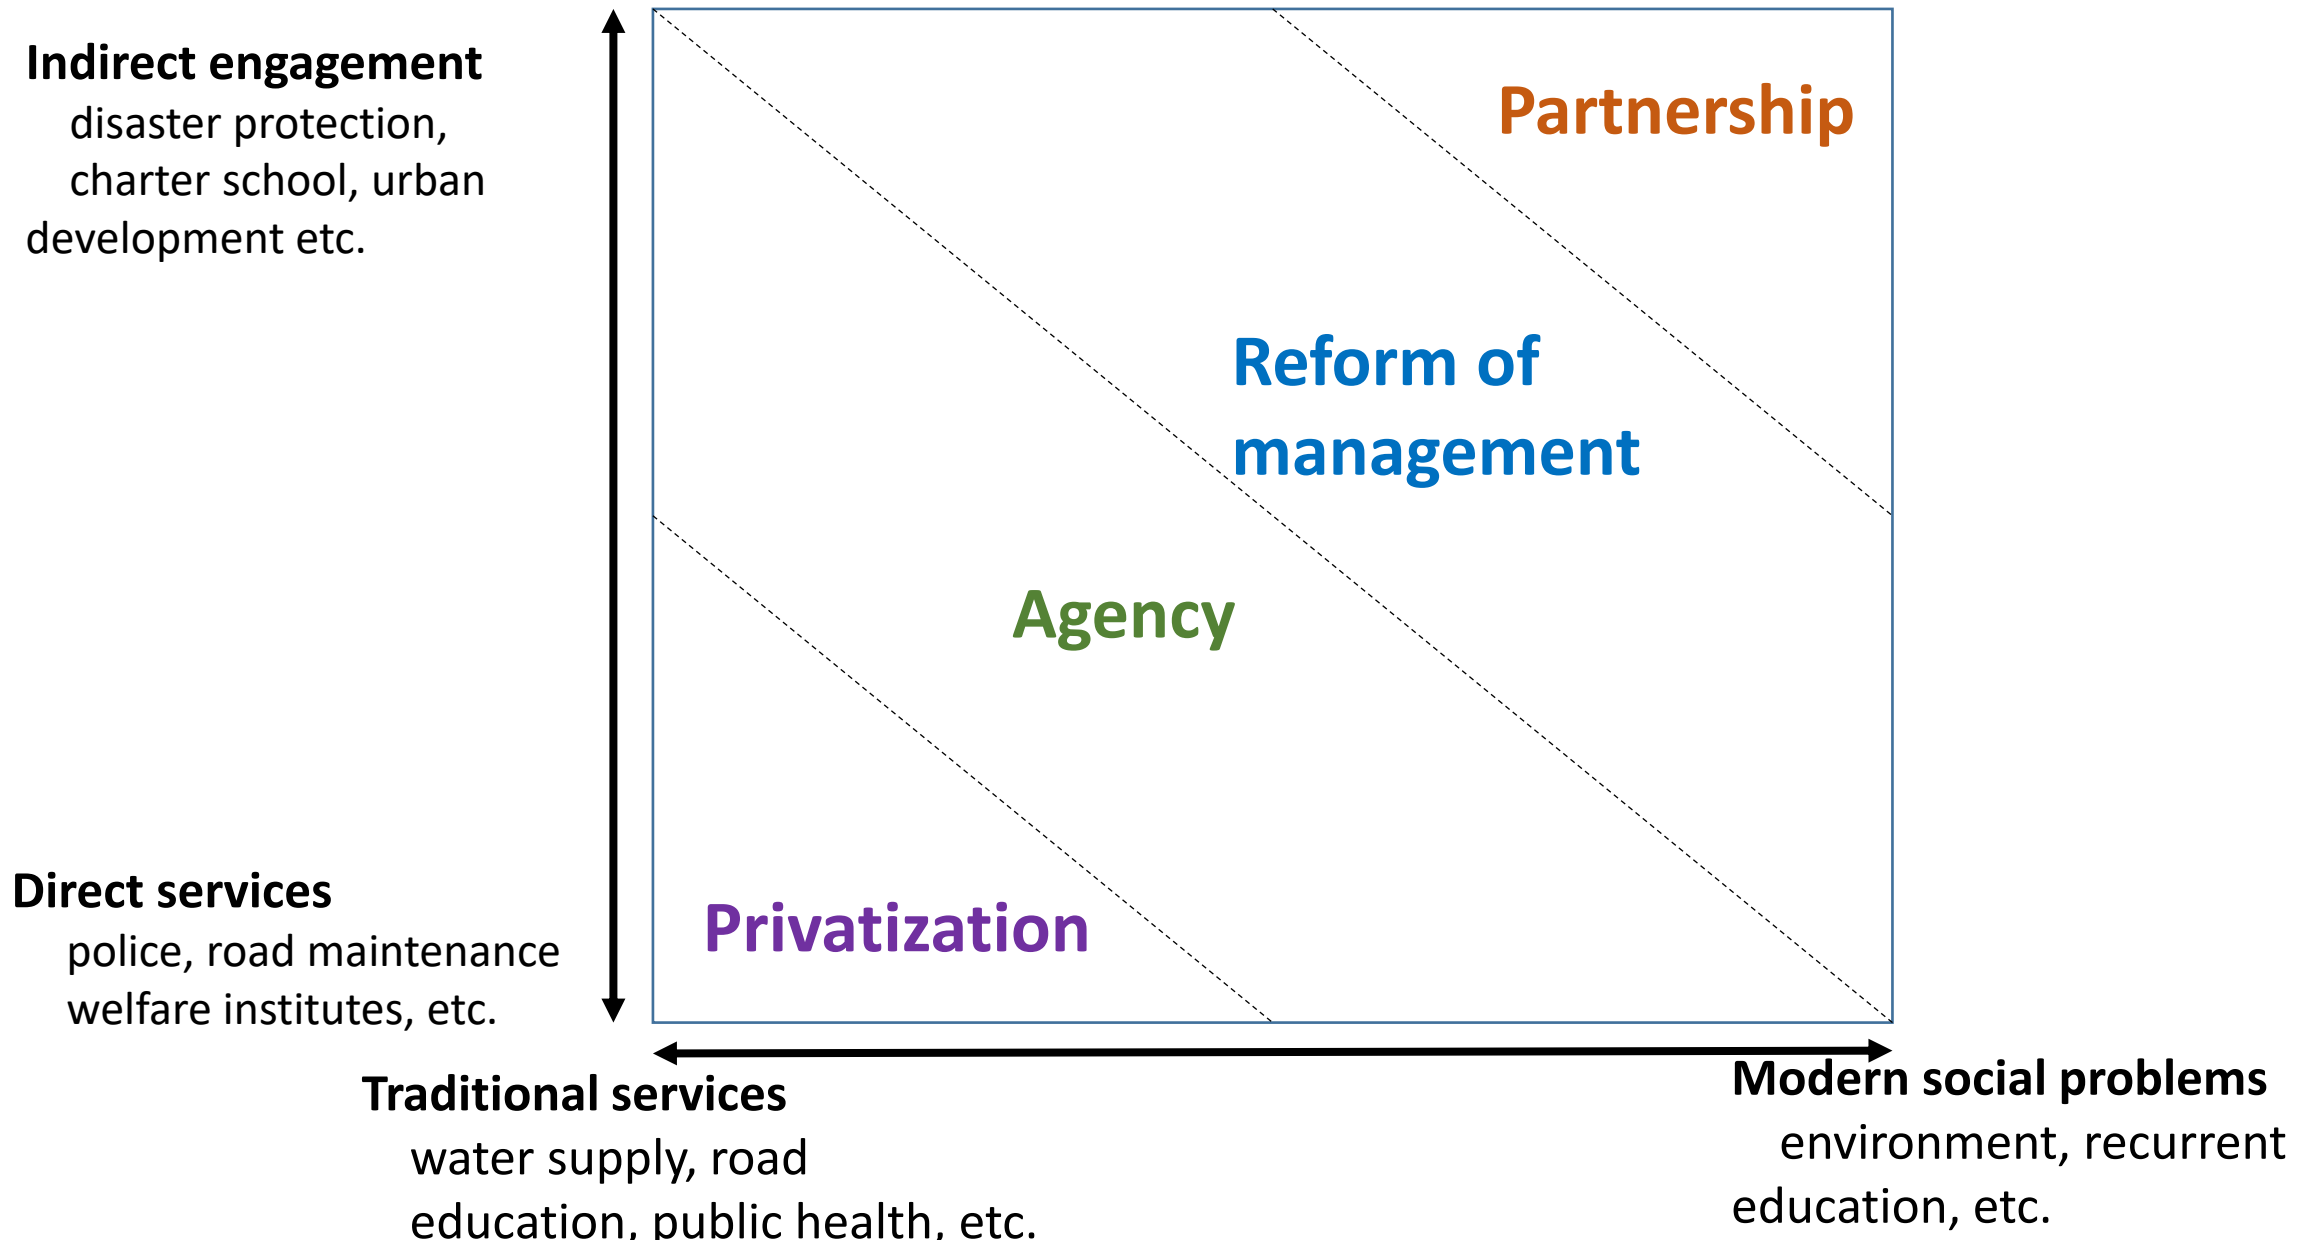 Indirect engagement
disaster protection,
charter school, urban
development etc.
Partnership
Reform of
management
Agency
Privatization
Direct services
police, road maintenance
welfare institutes, etc.
Traditional services
water supply, road
education, public health, etc.
Modern social problems
environment, recurrent
education, etc.